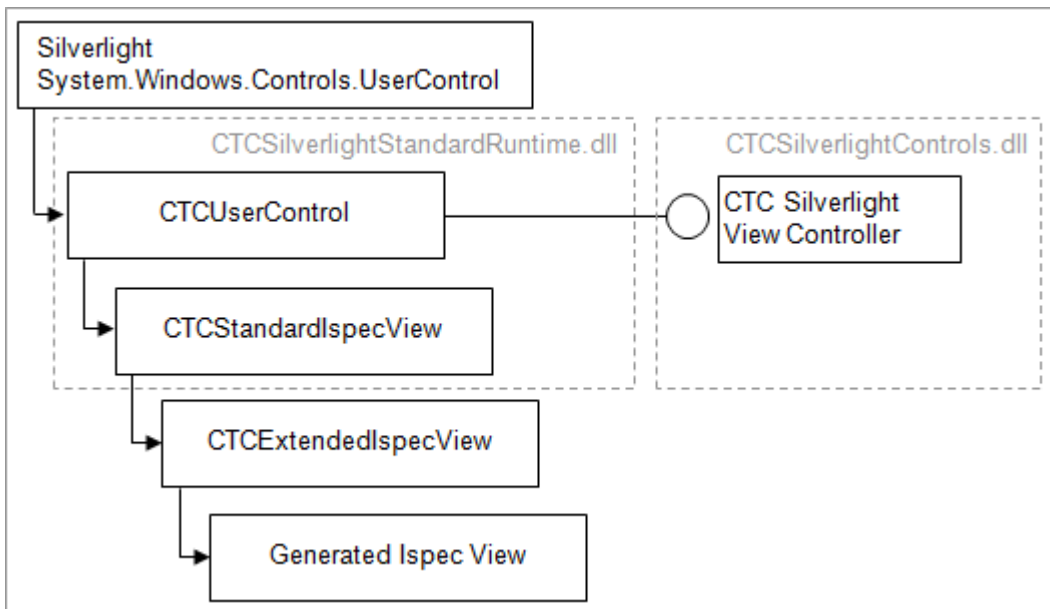 Silverlight
System.Windows.Controls.UserControl
CTCSilverlightStandardRuntime.dll
CTCSilverlightControls.dll
CTCUserControl
CTC Silverlight
View Controller
CTCStandardIspecView
CTCExtendedIspecView
Generated Ispec View